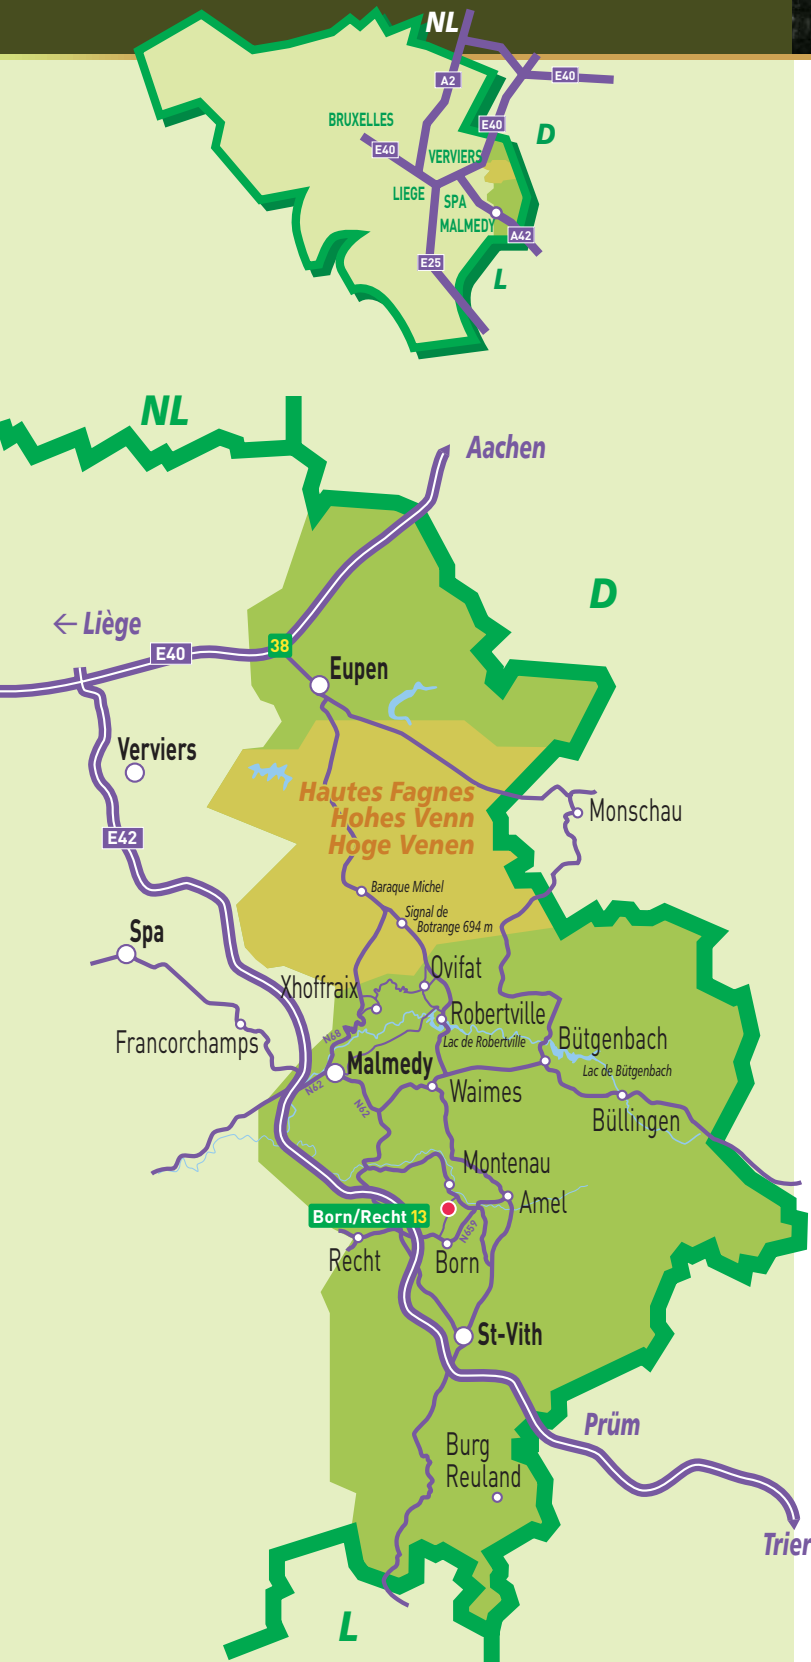 NL
A2
E40
BRUXELLES
E40
E40
D
VERVIERS
LIEGE
SPA
MALMEDY
A42
E25
L
NL
Aachen
D
← Liège
E40
38
Eupen
Verviers
Hautes Fagnes
Hohes Venn
Hoge Venen
Monschau
E42
Baraque Michel
Signal de
Botrange 694 m
Spa
Ovifat
Xhoffraix
Robertville
Francorchamps
N68
Lac de Robertville
Bütgenbach
Malmedy
Lac de Bütgenbach
N62
Waimes
N62
Büllingen
Montenau
Amel
Born/Recht 13
N659
Recht
Born
St-Vith
Prüm
Burg
Reuland
Trier
L